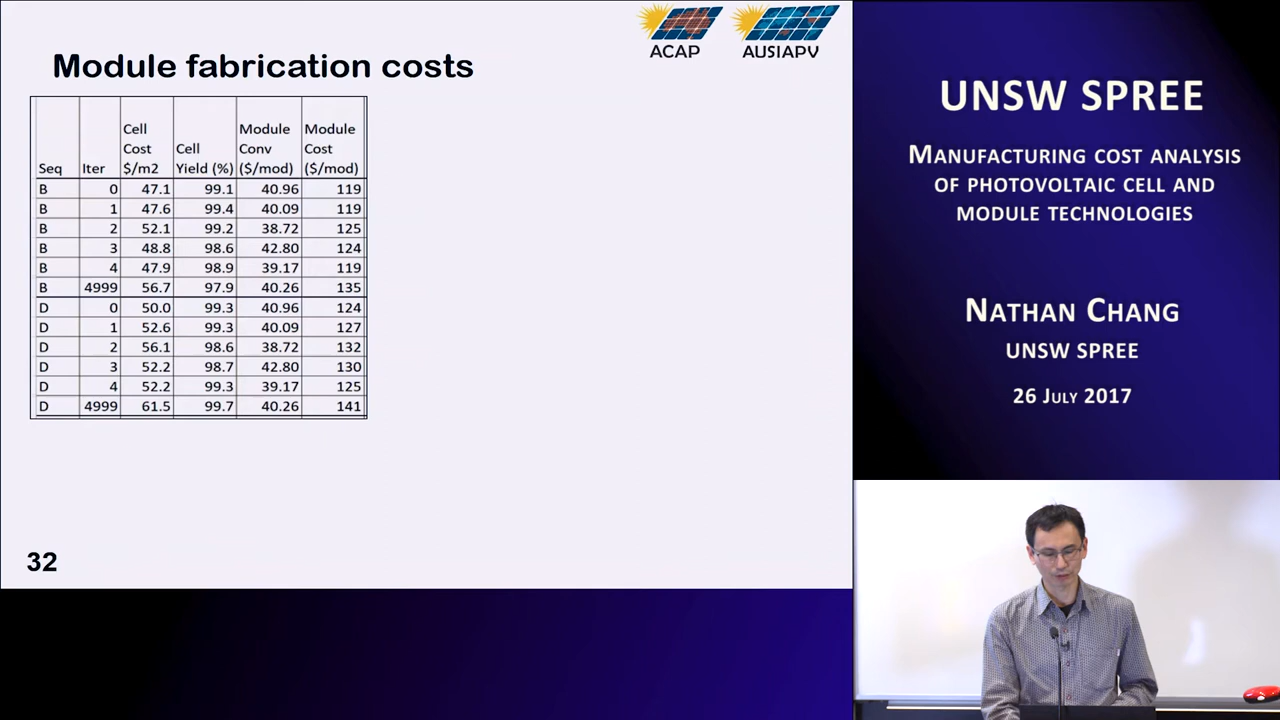 ACAP
AUSIAPV
Module fabrication costs
Seq Iter Cell Cost $/m2 Cell Yield (%) Module Conv ($/mod) Module Cost ($/mod)
B 0 47.1 99.1 40.96 119
B 1 47.6 99.4 40.09 119
B 2 52.1 99.2 38.72 125
B 3 48.8 98.6 42.80 124
B 4 47.9 98.9 39.17 119
B 4999 56.7 97.9 40.26 135
D 0 50.0 99.3 40.96 124
D 1 52.6 99.3 40.09 127
D 2 56.1 98.6 38.72 132
D 3 52.2 98.7 42.80 130
D 4 52.2 99.3 39.17 125
D 4999 61.5 99.7 40.26 141
32
UNSW SPREE
MANUFACTURING COST ANALYSIS
OF PHOTOVOLTAIC CELL AND
MODULE TECHNOLOGIES
NATHAN CHANG
UNSW SPREE
26 JULY 2017